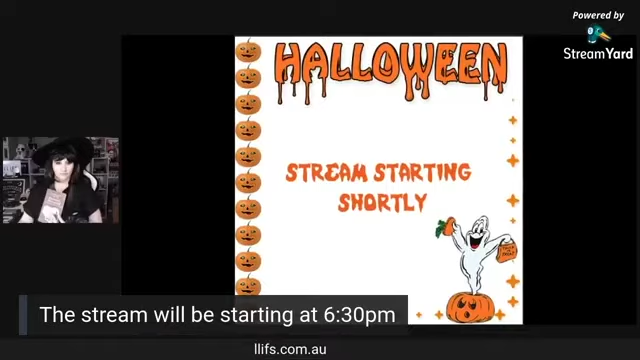 Powered by
StreamYard
HALLOWEEN
STREAM STARTING
SHORTLY
The stream will be starting at 6:30pm
llifs.com.au